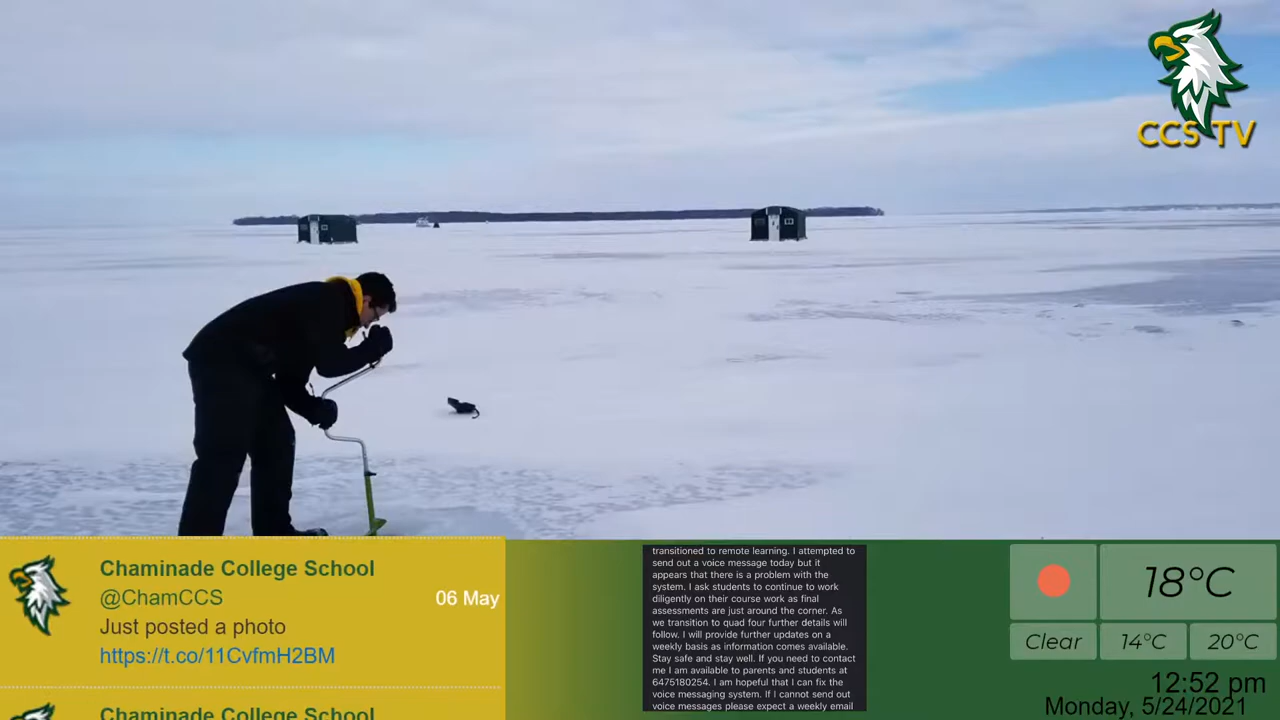 CCS TV
Chaminade College School
@ChamCCS
06 May
Just posted a photo
https://t.co/11CvfmH2BM
Chaminade College School
transitioned to remote learning. I attempted to
send out a voice message today but it
appears that there is a problem with the
system. I ask students to continue to work
diligently on their course work as final
assessments are just around the corner. As
we transition to quad four further details will
follow. I will provide further updates on a
weekly basis as information comes available.
Stay safe and stay well. If you need to contact
me I am available to parents and students at
6475180254. I am hopeful that I can fix the
voice messaging system. If I cannot send out
voice messages please expect a weekly email
18°C
Clear
14°C
20°C
12:52 pm
Monday, 5/24/2021